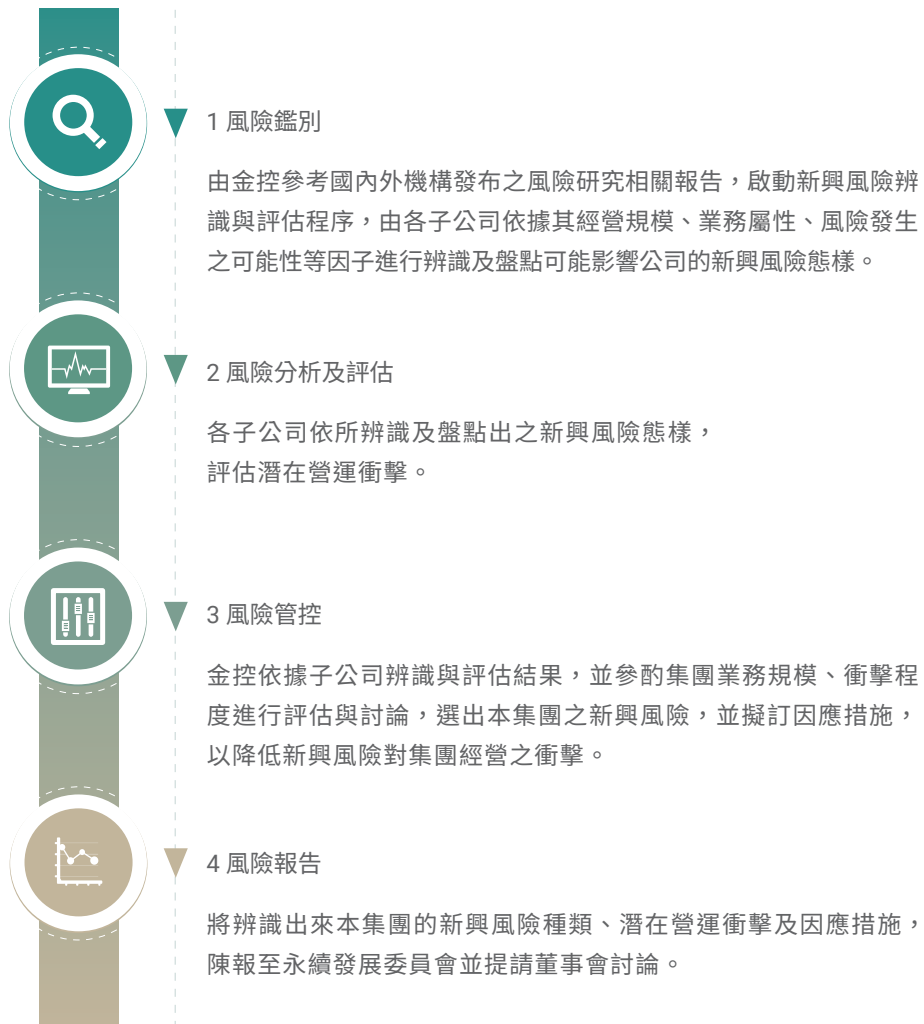 1 風險鑑別
由金控參考國內外機構發布之風險研究相關報告，啟動新興風險辨
識與評估程序，由各子公司依據其經營規模、業務屬性、風險發生
之可能性等因子進行辨識及盤點可能影響公司的新興風險態樣。
2 風險分析及評估
各子公司依所辨識及盤點出之新興風險態樣，
評估潛在營運衝擊。
3 風險管控
金控依據子公司辨識與評估結果，並參酌集團業務規模、衝擊程
度進行評估與討論，選出本集團之新興風險，並擬訂因應措施，
以降低新興風險對集團經營之衝擊。
4 風險報告
將辨識出來本集團的新興風險種類、潛在營運衝擊及因應措施，
陳報至永續發展委員會並提請董事會討論。